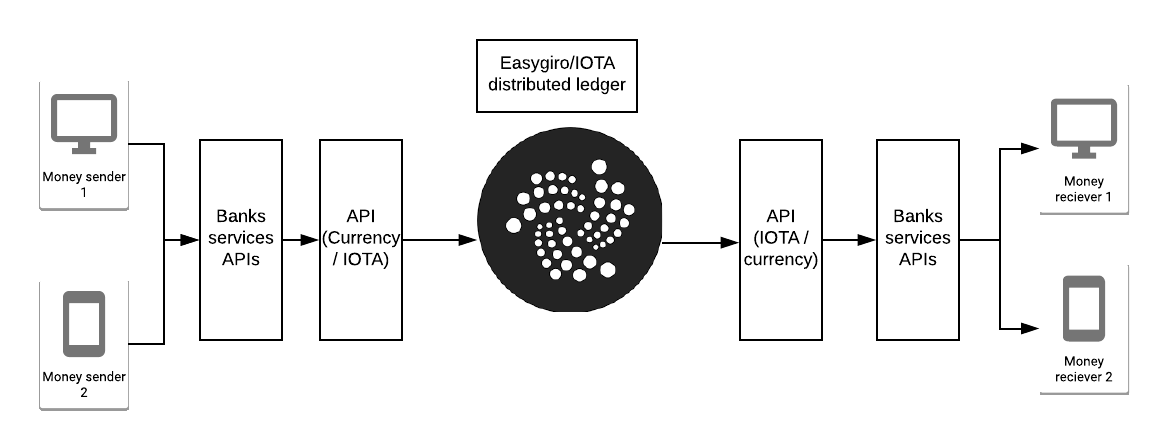 Easygiro/IOTA
distributed ledger
Money sender
1
Money sender
2
Banks
services
APIs
API
(Currency
/ IOTA)
API
(IOTA /
currency)
Banks
services
APIs
Money
reciever 1
Money
reciever 2